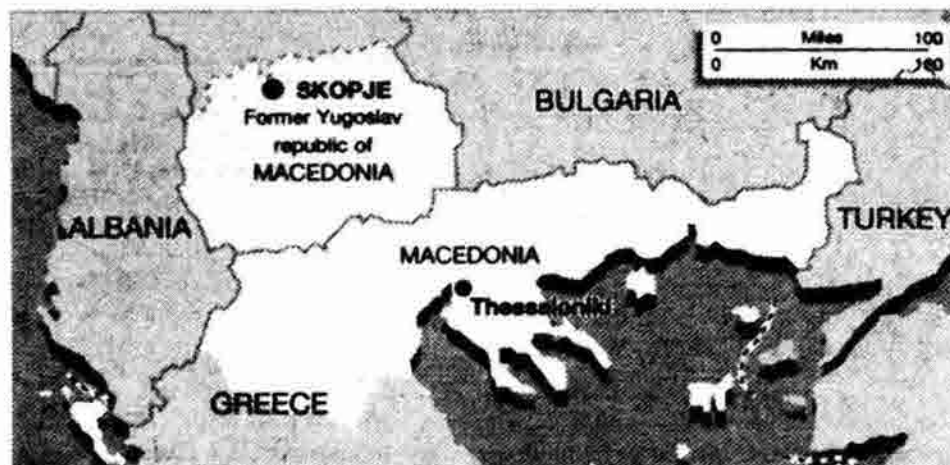 0 Miles 100
0 Km 160
SKOPJE
Former Yugoslav
republic of
MACEDONIA
BULGARIA
ALBANIA
TURKEY
MACEDONIA
Thessaloniki
GREECE